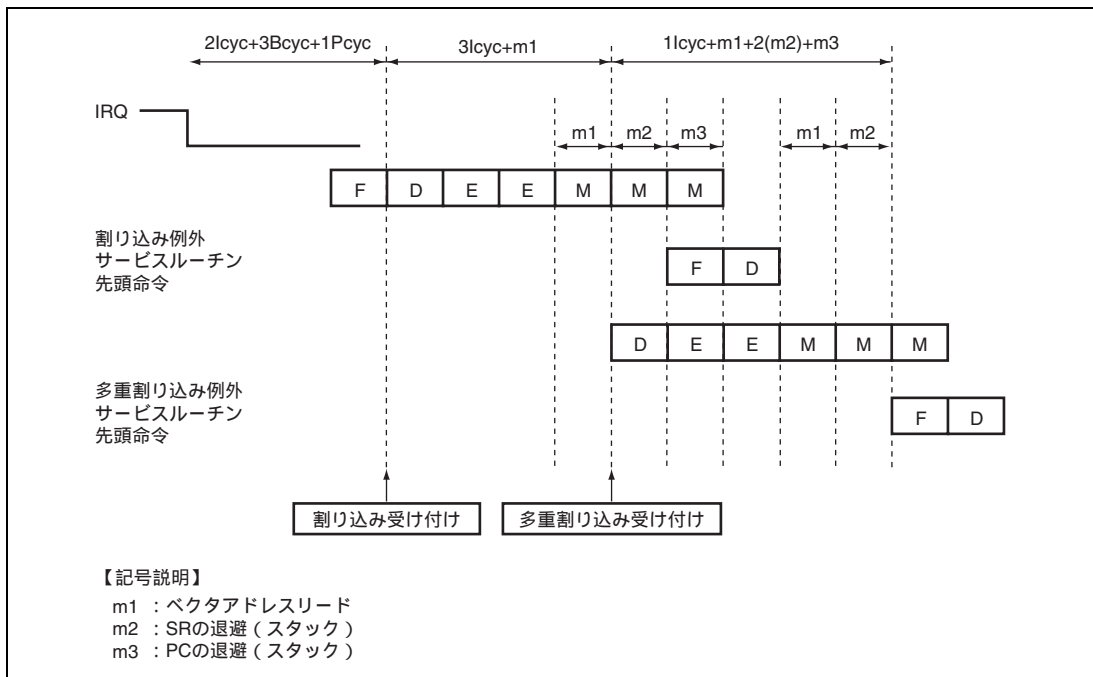 2Icyc+3Bcyc+1Pcyc 3Icyc+m1 1Icyc+m1+2(m2)+m3
IRQ
m1 m2 m3 m1 m2
F D E E M M M
割り込み例外
サービスルーチン
先頭命令
F D
D E E M M M
多重割り込み例外
サービスルーチン
先頭命令
F D
割り込み受け付け 多重割り込み受け付け
【記号説明】
m1 :ベクタアドレスリード
m2 :SRの退避(スタック)
m3 :PCの退避(スタック)